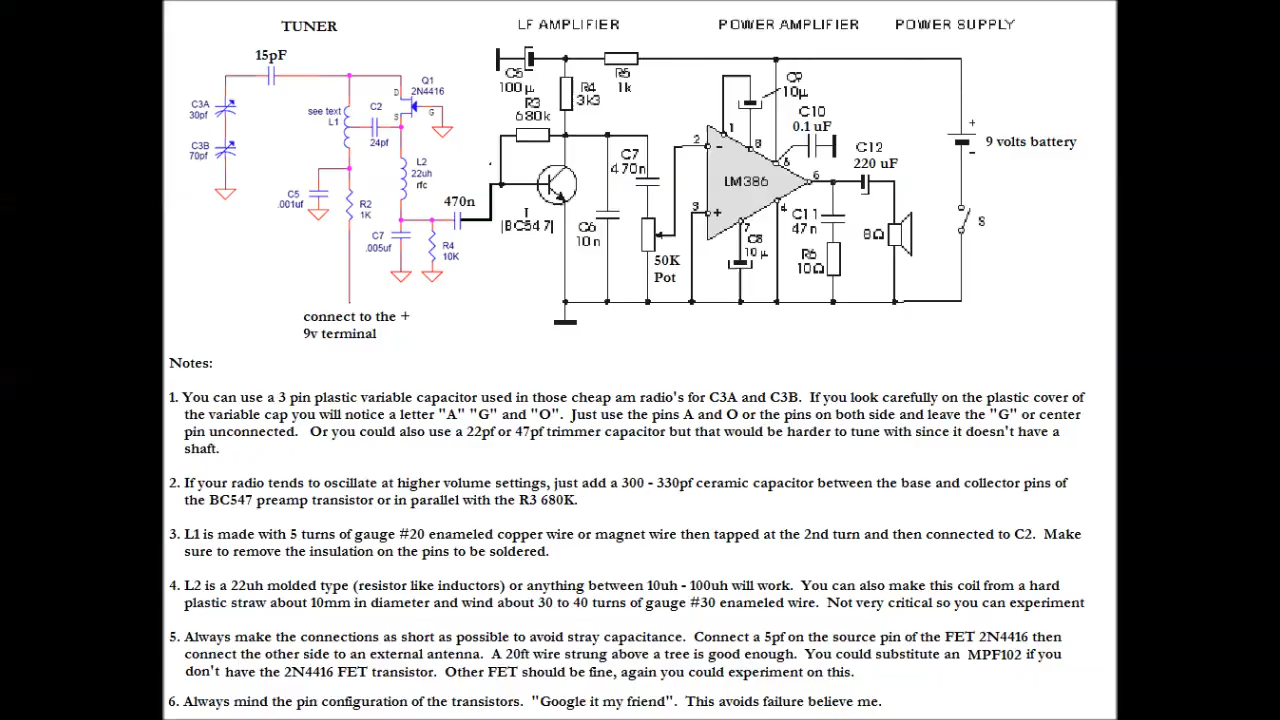 TUNER
LF AMPLIFIER
POWER AMPLIFIER
POWER SUPPLY
15pF
C3A
30pf
C3B
70pf
see text
L1
C2
24pf
Q1
2N4416
D
S
G
L2
22uh
rfc
C5
.001uf
R2
1K
C7
.005uf
R4
10K
470n
connect to the +
9v terminal
C5
100µ
R4
3k3
R5
1k
R3
680k
T
[BC547]
C7
470n
C6
10n
50K
Pot
C9
10µ
C10
0.1 uF
C12
220 uF
LM386
1
2
3
4
6
6
7
8
-
+
C8
10µ
C11
47n
R6
10Ω
8Ω
+
-
9 volts battery
S
Notes:
1. You can use a 3 pin plastic variable capacitor used in those cheap am radio's for C3A and C3B. If you look carefully on the plastic cover of
the variable cap you will notice a letter "A" "G" and "O". Just use the pins A and O or the pins on both side and leave the "G" or center
pin unconnected. Or you could also use a 22pf or 47pf trimmer capacitor but that would be harder to tune with since it doesn't have a
shaft.
2. If your radio tends to oscillate at higher volume settings, just add a 300 - 330pf ceramic capacitor between the base and collector pins of
the BC547 preamp transistor or in parallel with the R3 680K.
3. L1 is made with 5 turns of gauge #20 enameled copper wire or magnet wire then tapped at the 2nd turn and then connected to C2. Make
sure to remove the insulation on the pins to be soldered.
4. L2 is a 22uh molded type (resistor like inductors) or anything between 10uh - 100uh will work. You can also make this coil from a hard
plastic straw about 10mm in diameter and wind about 30 to 40 turns of gauge #30 enameled wire. Not very critical so you can experiment
5. Always make the connections as short as possible to avoid stray capacitance. Connect a 5pf on the source pin of the FET 2N4416 then
connect the other side to an external antenna. A 20ft wire strung above a tree is good enough. You could substitute an MPF102 if you
don't have the 2N4416 FET transistor. Other FET should be fine, again you could experiment on this.
6. Always mind the pin configuration of the transistors. "Google it my friend". This avoids failure believe me.